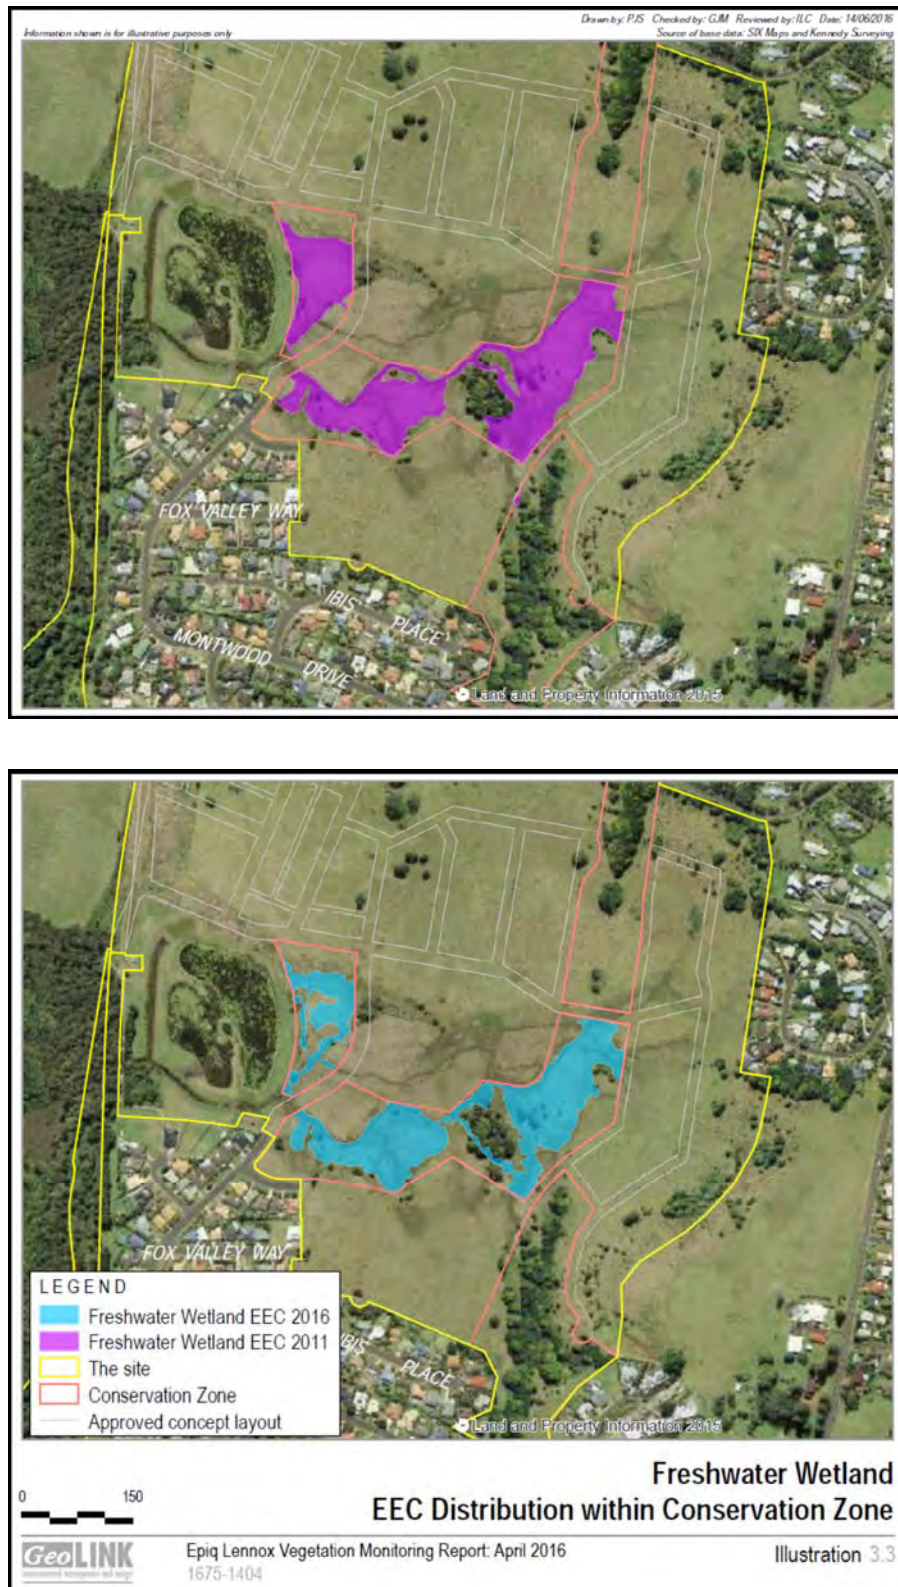 Drawn by: PJS Checked by: GJM Reviewed by: ILC Date: 14/06/2016
Information shown is for illustrative purposes only
Source of base data: SIX Maps and Kennedy Surveying
FOX VALLEY WAY
IBIS
PLACE
MONTWOOD
DRIVE
Land and Property Information 2015
FOX VALLEY WAY
LEGEND
Freshwater Wetland EEC 2016
Freshwater Wetland EEC 2011
The site
Conservation Zone
Approved concept layout
IBIS
PLACE
Land and Property Information 2015
Freshwater Wetland
EEC Distribution within Conservation Zone
0 150
GeoLINK
Epiq Lennox Vegetation Monitoring Report: April 2016
Illustration 3.3
1675-1404